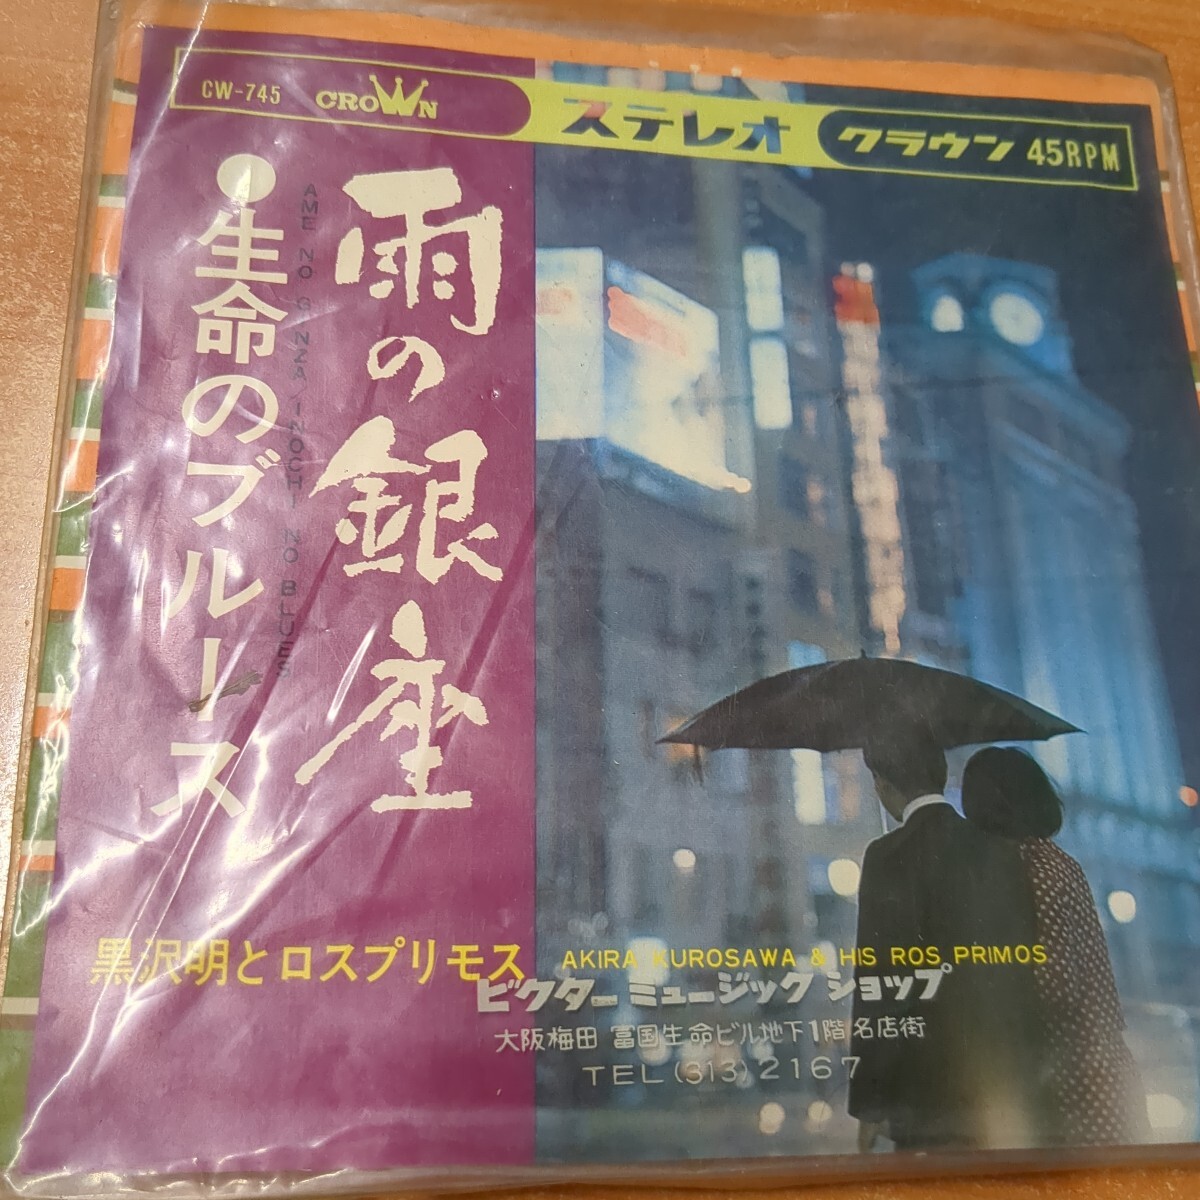 CW-745 CROWN ステレオ クラウン 45RPM
雨の銀座
AME NO GINZA INOCHI NO BLUES
●生命のブルース
黒沢明とロスプリモス AKIRA KUROSAWA & HIS ROS PRIMOS
ビクター ミュージック ショップ
大阪梅田 富国生命ビル地下1階 名店街
TEL (313) 2167